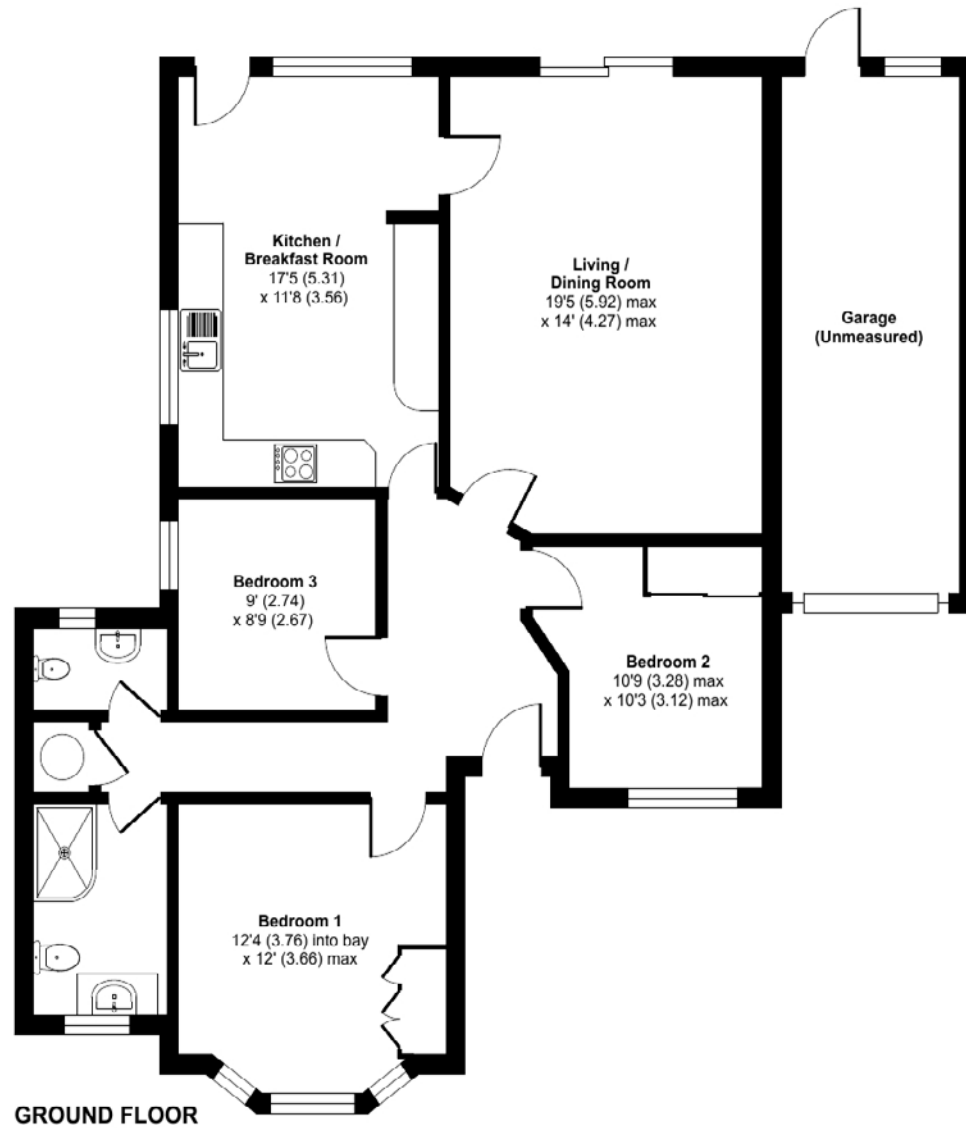 Kitchen /
Breakfast Room
17'5 (5.31)
x 11'8 (3.56)
Living /
Dining Room
19'5 (5.92) max
x 14' (4.27) max
Garage
(Unmeasured)
Bedroom 3
9' (2.74)
x 8'9 (2.67)
Bedroom 2
10'9 (3.28) max
x 10'3 (3.12) max
Bedroom 1
12'4 (3.76) into bay
x 12' (3.66) max
GROUND FLOOR